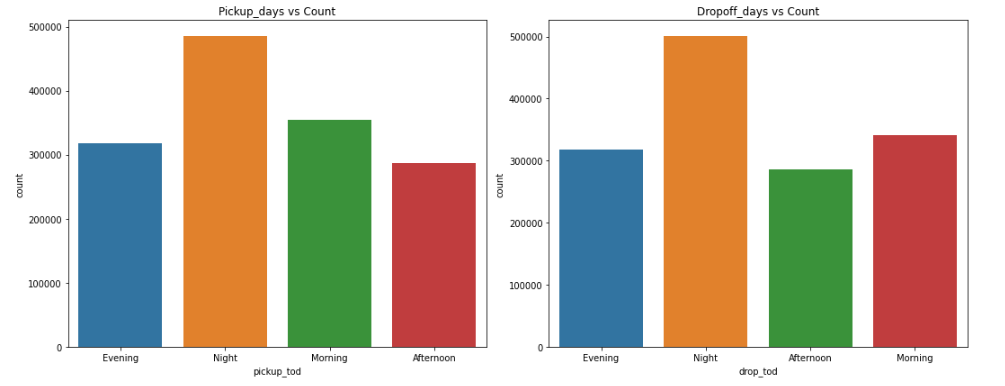 Pickup_days vs Count
500000
400000
300000
200000
100000
0
count
Evening Night Morning Afternoon
pickup_tod
Dropoff_days vs Count
500000
400000
300000
200000
100000
0
count
Evening Night Afternoon Morning
drop_tod